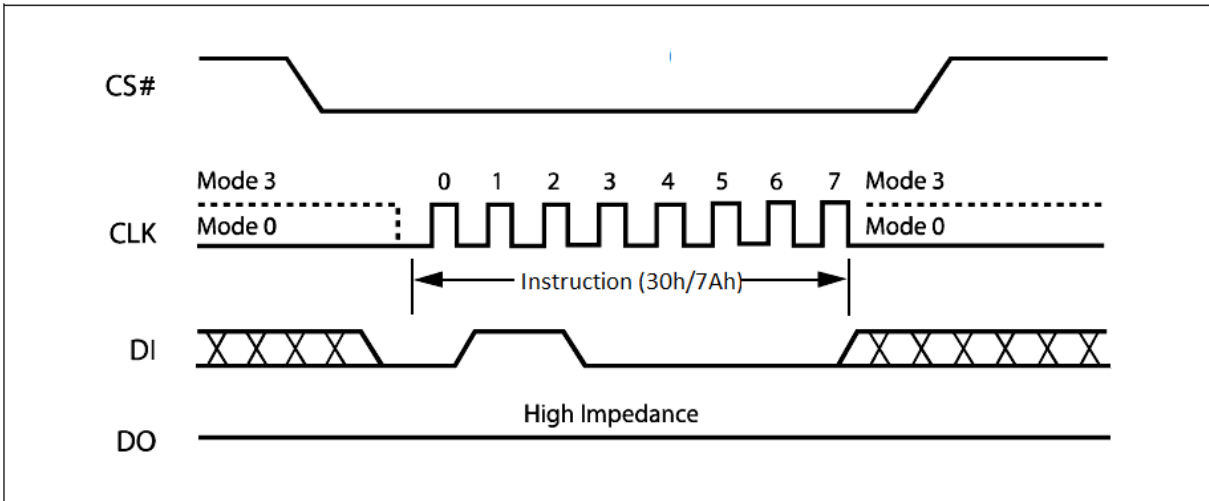 CS#
Mode 3 0 1 2 3 4 5 6 7 Mode 3
CLK Mode 0 Mode 0
Instruction (30h/7Ah)
DI
High Impedance
DO